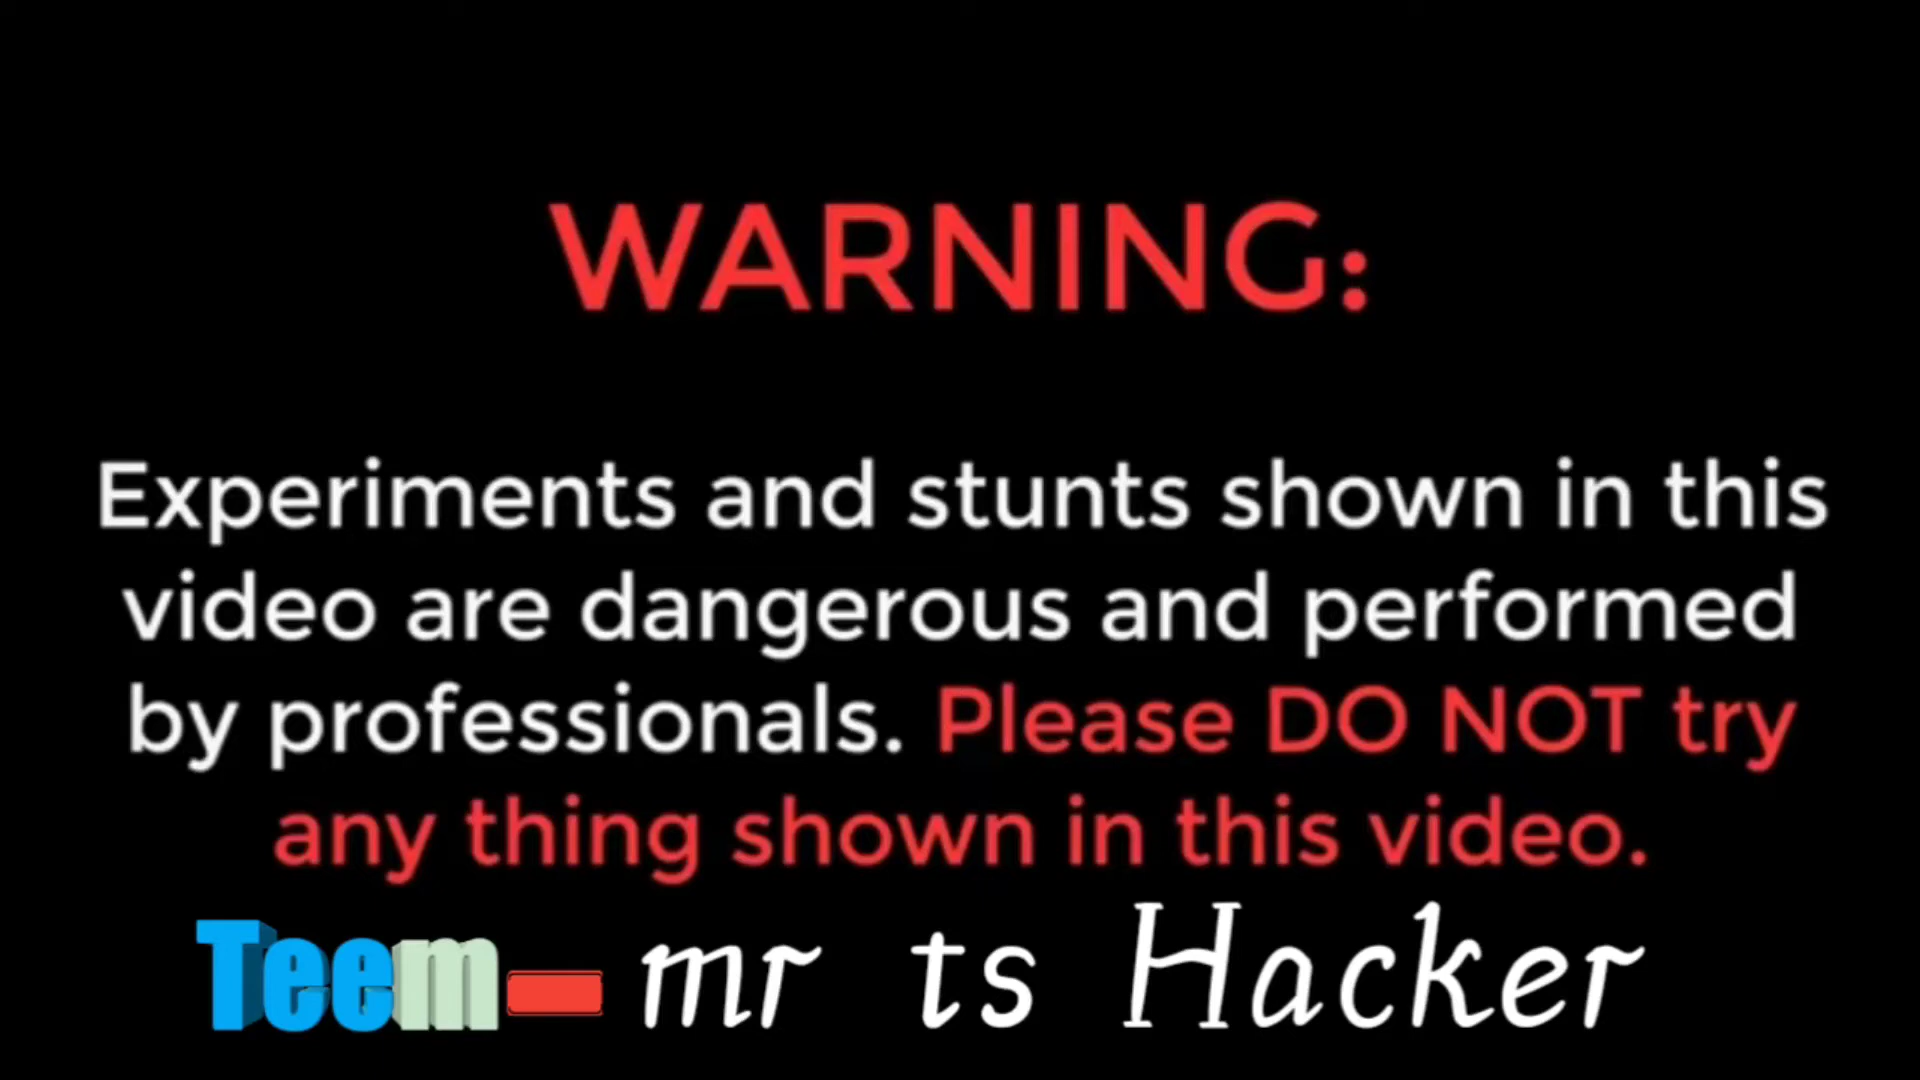 WARNING:
Experiments and stunts shown in this
video are dangerous and performed
by professionals. Please DO NOT try
any thing shown in this video.
Teem- mr ts Hacker